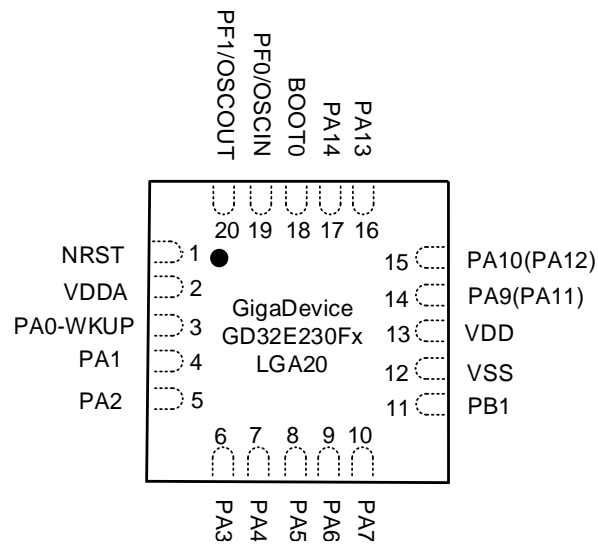 PF1/OSCOUT
PF0/OSCIN
BOOT0
PA14
PA13
20 19 18 17 16
NRST 1
VDDA 2
PA0-WKUP 3
PA1 4
PA2 5
GigaDevice
GD32E230Fx
LGA20
15 PA10(PA12)
14 PA9(PA11)
13 VDD
12 VSS
11 PB1
6 7 8 9 10
PA3
PA4
PA5
PA6
PA7